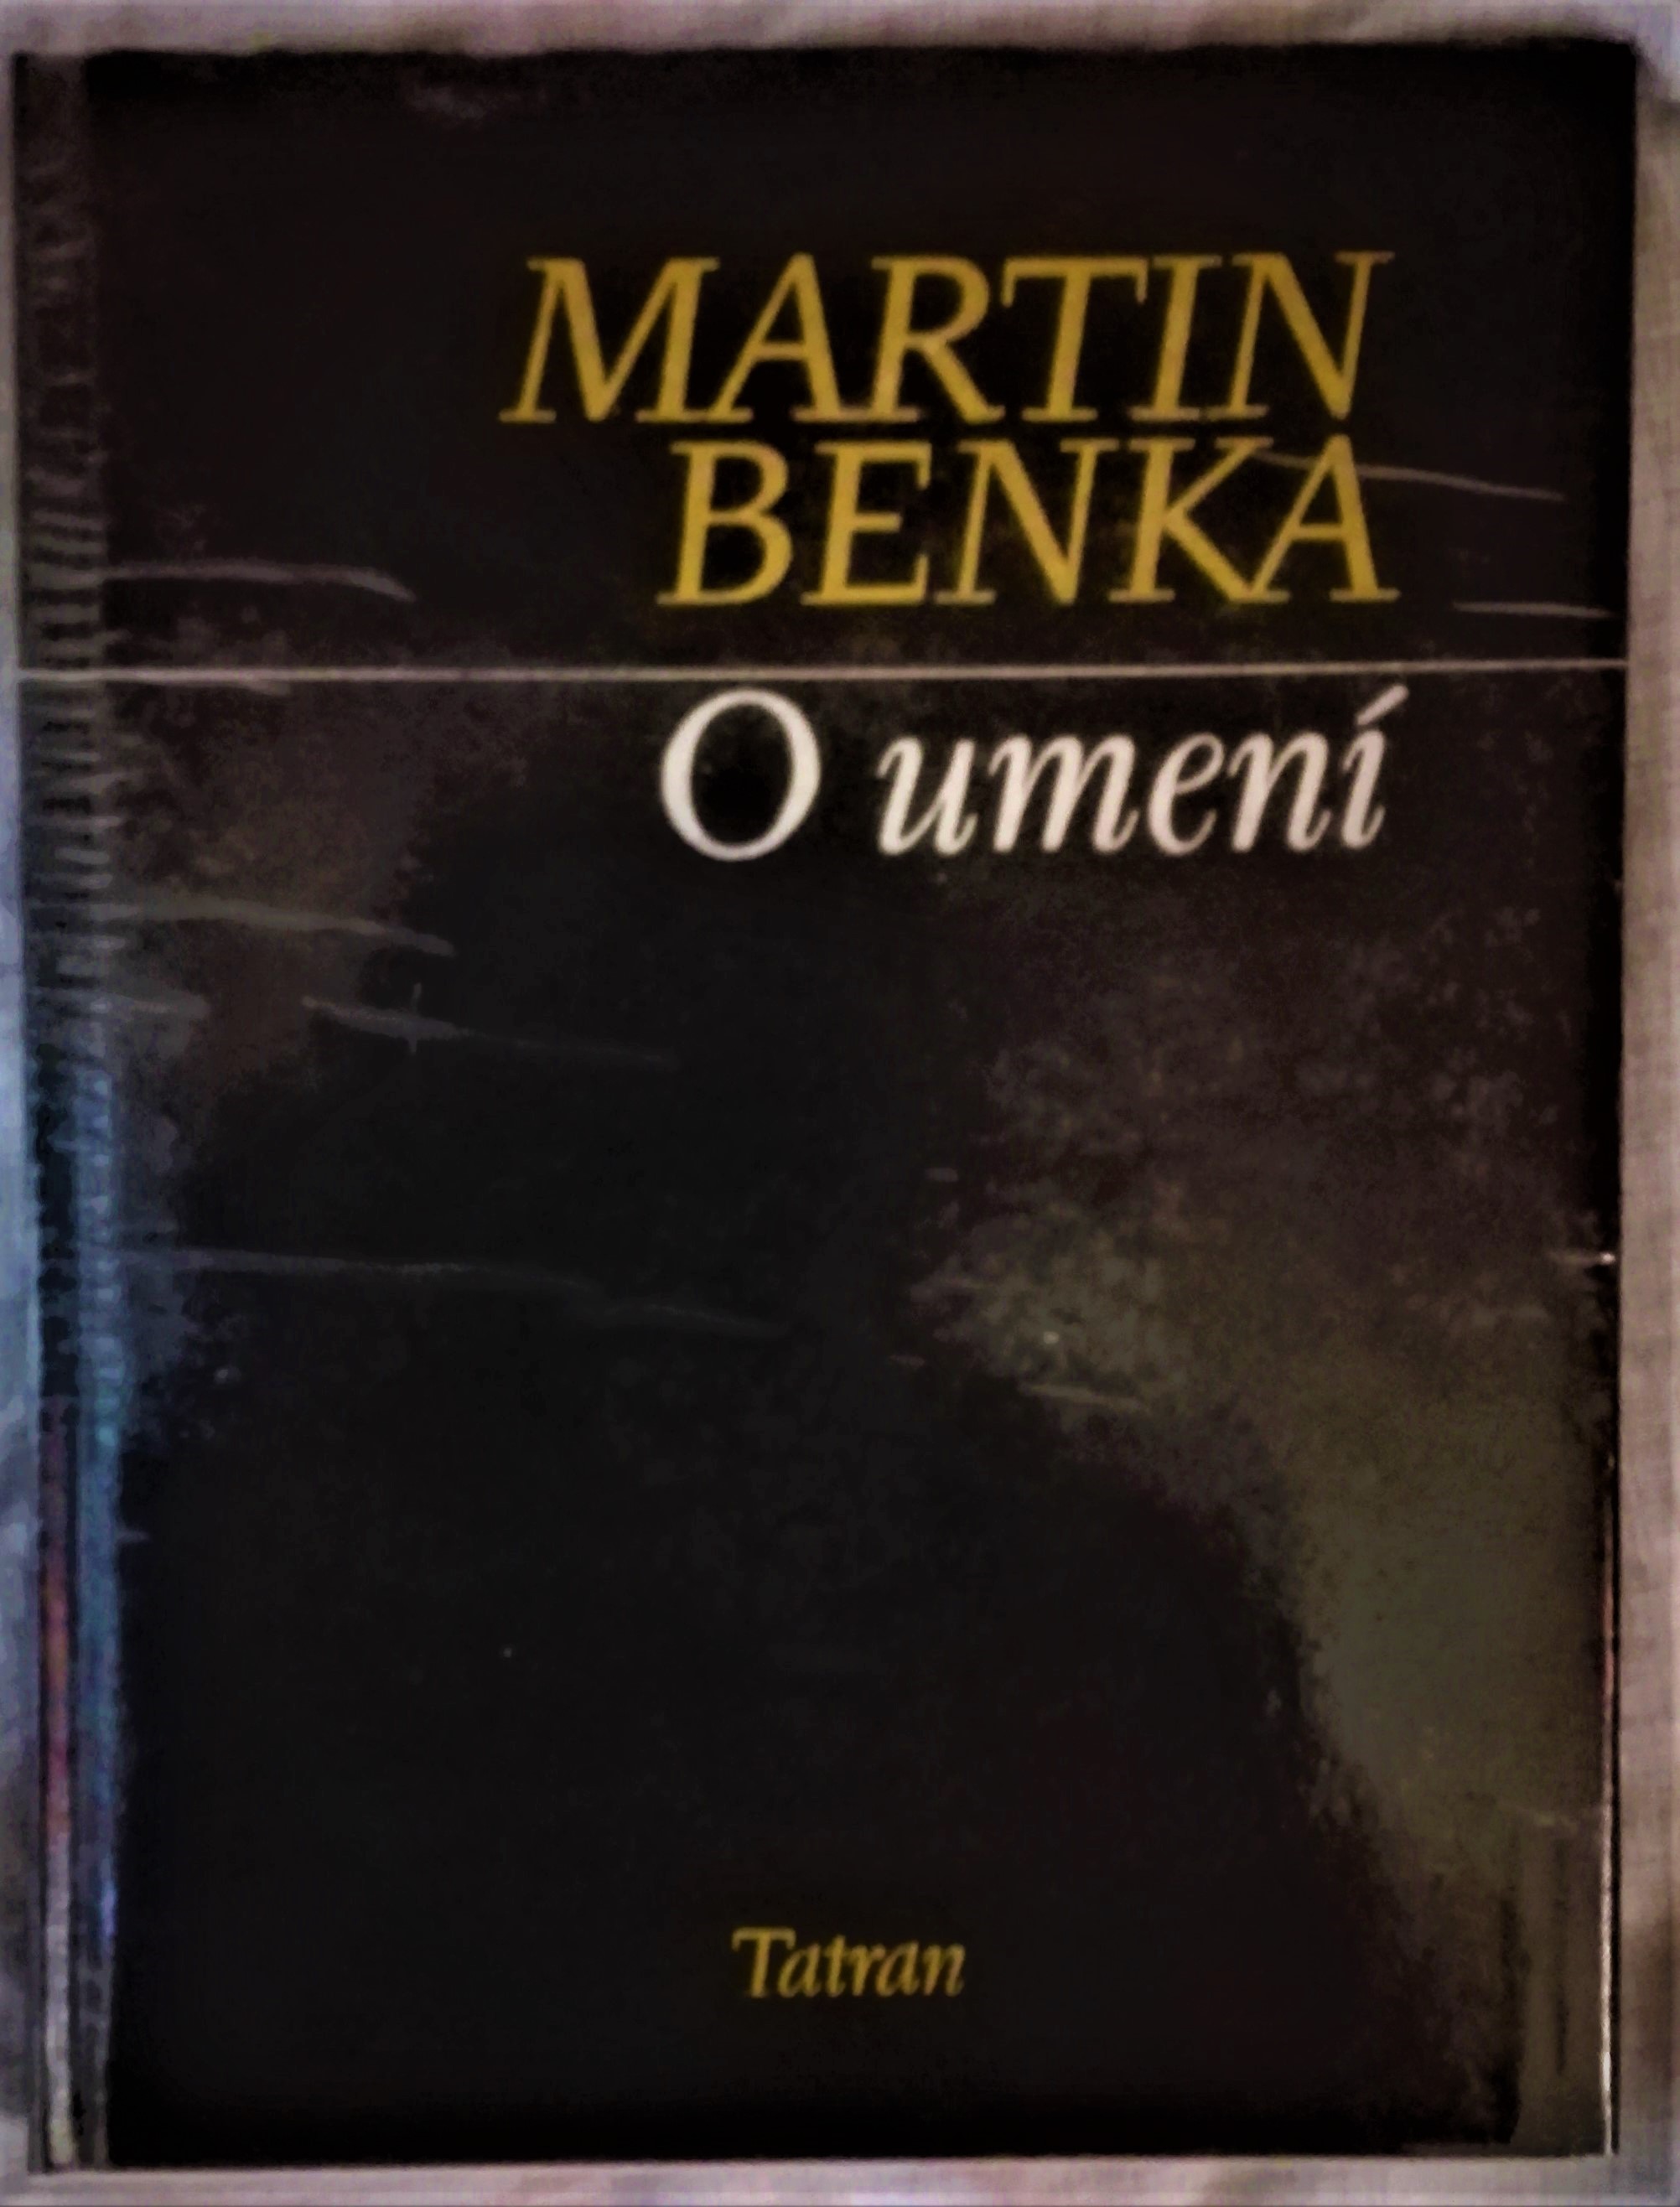 MARTIN
BENKA
O umení
Tatran